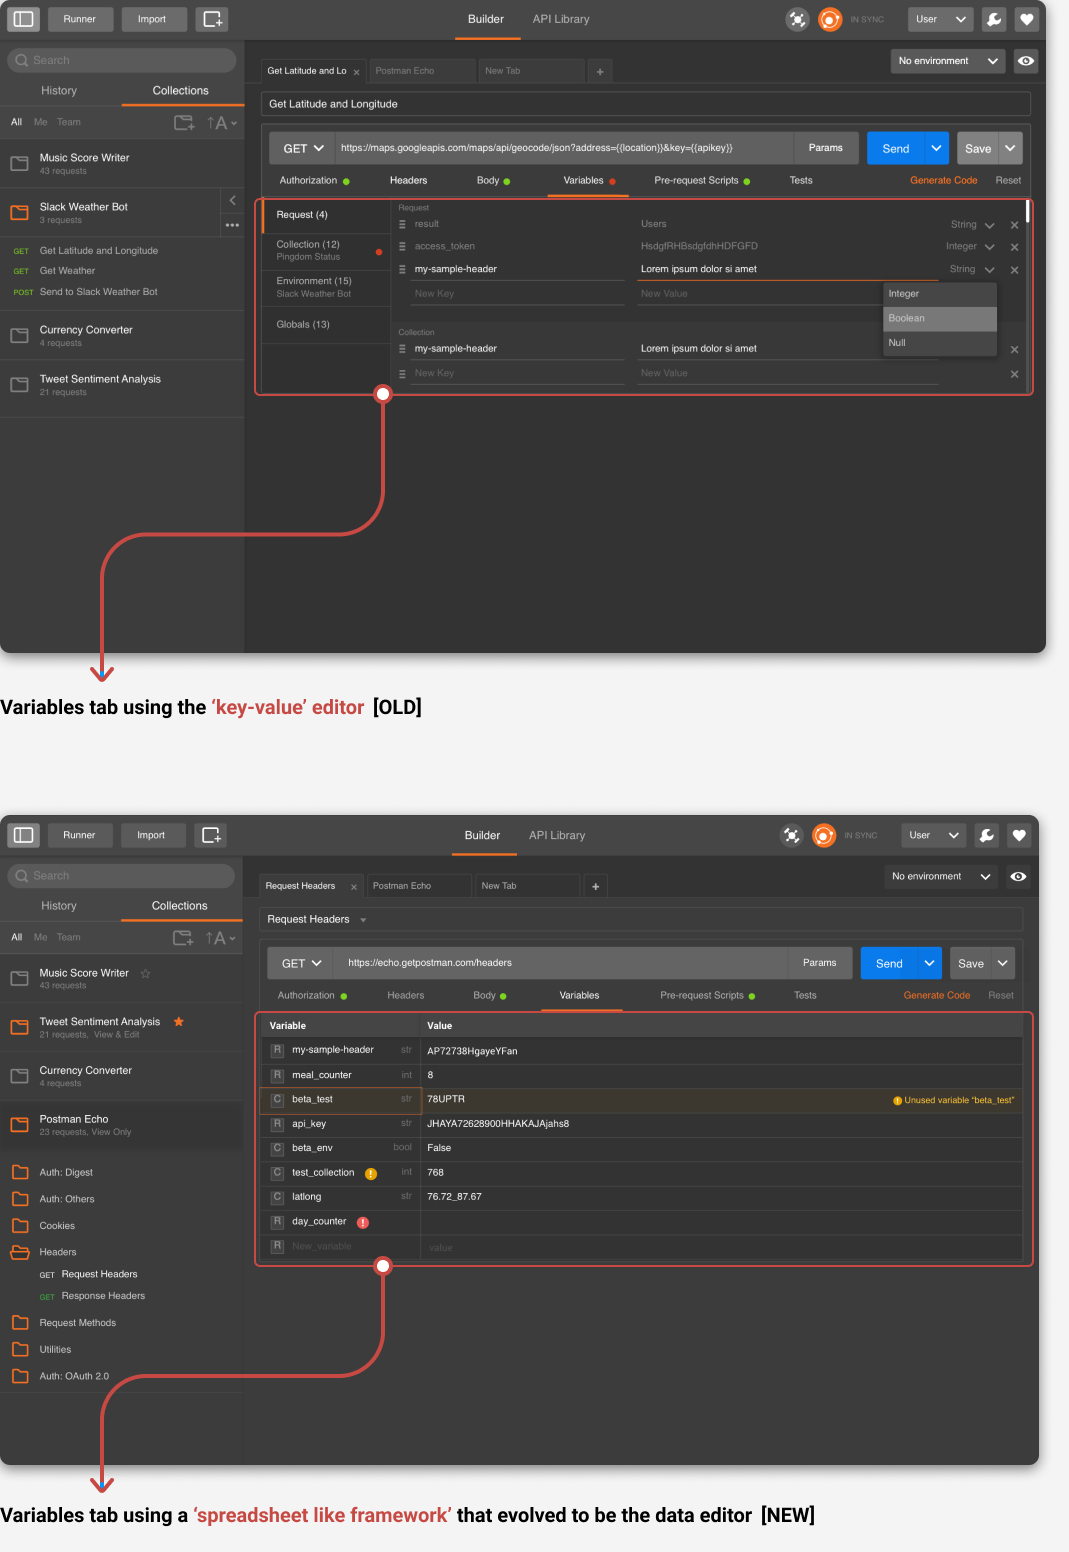 Runner Import Builder API Library IN SYNC User
Search
No environment
Get Latitude and Lo × Postman Echo New Tab +
History Collections
Get Latitude and Longitude
All Me Team ↑A
GET https://maps.googleapis.com/maps/api/geocode/json?address={{location}}&key={{apikey}} Params Send Save
Music Score Writer
43 requests
Authorization Headers Body Variables Pre-request Scripts Tests Generate Code Reset
Slack Weather Bot
3 requests
GET Get Latitude and Longitude
GET Get Weather
POST Send to Slack Weather Bot
Currency Converter
4 requests
Tweet Sentiment Analysis
21 requests
Request (4)
Collection (12)
Pingdom Status
Environment (15)
Slack Weather Bot
Globals (13)
Request
result Users String ×
access_token HsdgfRHBsdgfdhHDFGFD Integer ×
my-sample-header Lorem ipsum dolor si amet String ×
New Key New Value
Integer
Boolean
Null
Collection
my-sample-header Lorem ipsum dolor si amet ×
New Key New Value ×
Variables tab using the ‘key-value’ editor [OLD]
Runner Import Builder API Library IN SYNC User
Search
No environment
Request Headers × Postman Echo New Tab +
History Collections
Request Headers
All Me Team ↑A
GET https://echo.getpostman.com/headers Params Send Save
Music Score Writer
43 requests
Authorization Headers Body Variables Pre-request Scripts Tests Generate Code Reset
Tweet Sentiment Analysis
21 requests, View & Edit
Currency Converter
4 requests
Postman Echo
23 requests, View Only
Auth: Digest
Auth: Others
Cookies
Headers
GET Request Headers
GET Response Headers
Request Methods
Utilities
Auth: OAuth 2.0
Variable Value
R my-sample-header str AP72738HgayeYFan
R meal_counter int 8
C beta_test str 78UPTR ! Unused variable "beta_test"
R api_key str JHAYA72628900HHAKAJAjahs8
C beta_env bool False
C test_collection ! int 768
C latlong str 76.72_87.67
R day_counter !
R New_variable value
Variables tab using a ‘spreadsheet like framework’ that evolved to be the data editor [NEW]